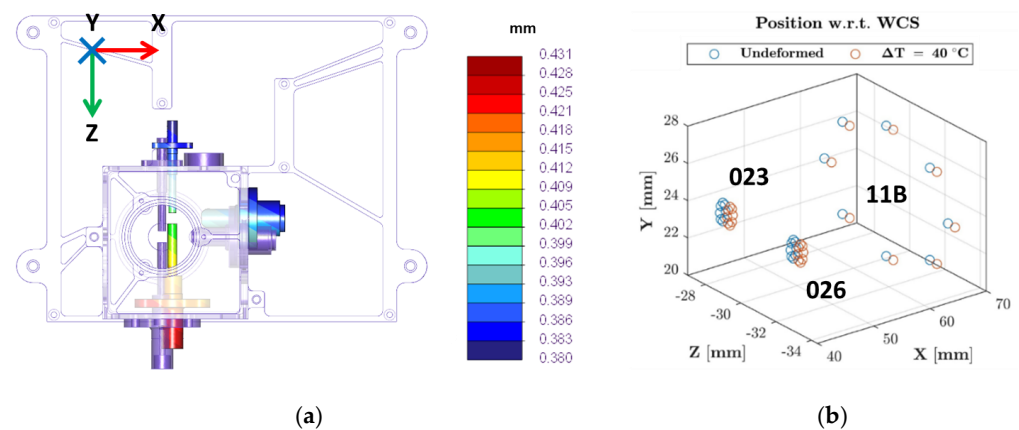 (a)
Y
X
Z
mm
0.431
0.428
0.425
0.421
0.418
0.415
0.412
0.409
0.405
0.402
0.399
0.396
0.393
0.389
0.386
0.383
0.380
(b)
Position w.r.t. WCS
Undeformed ΔT = 40 °C
28
26
24
22
20
Y [mm]
023
11B
026
-28
-30
-32
-34
Z [mm]
40
50
60
70
X [mm]
(a)
(b)